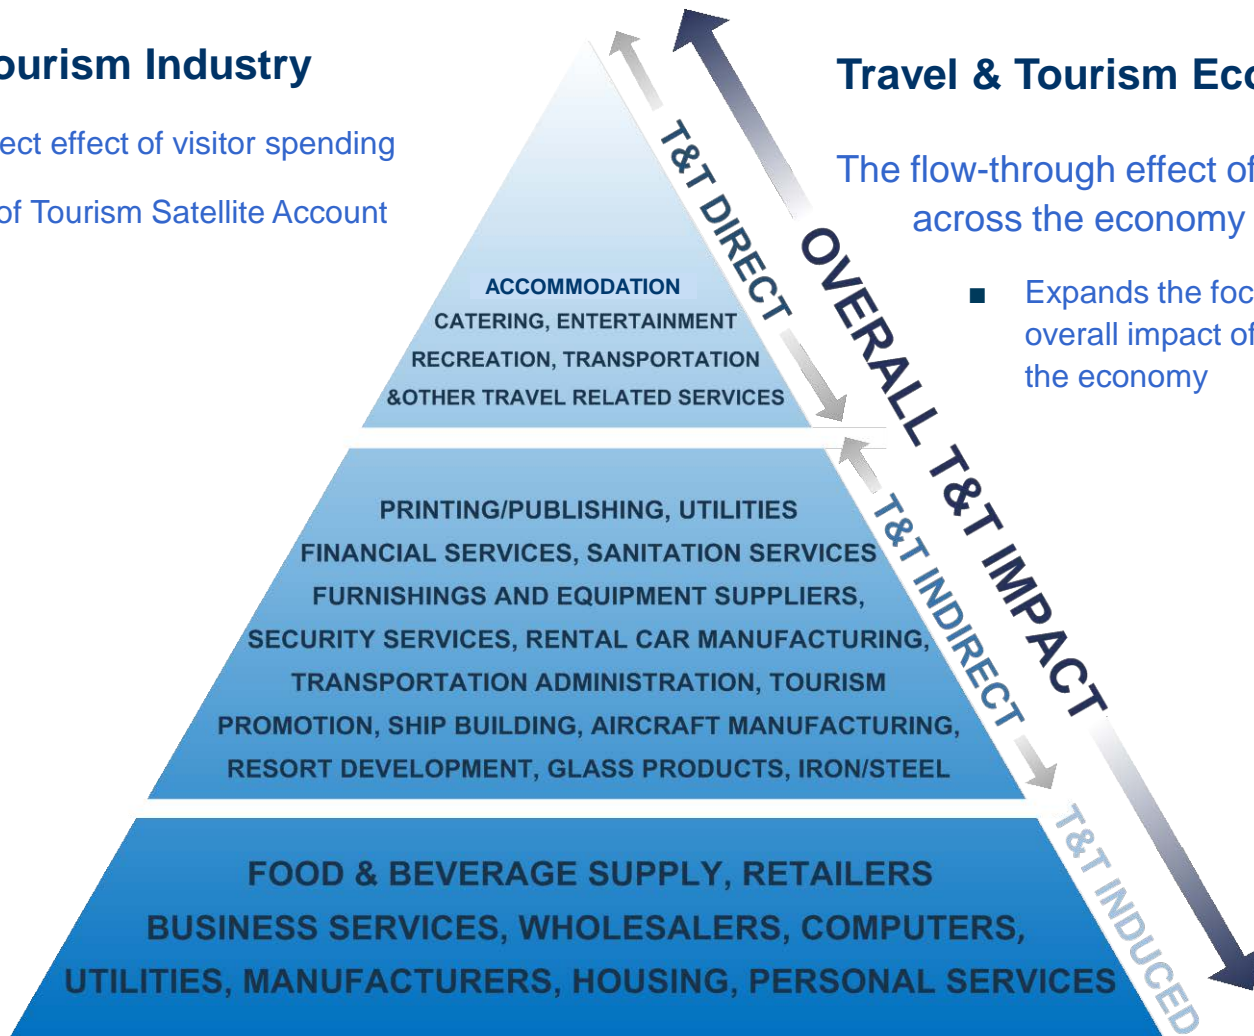 ourism Industry
ect effect of visitor spending
of Tourism Satellite Account
Travel & Tourism Eco
The flow-through effect of
across the economy
■ Expands the foc
overall impact of
the economy
T&T DIRECT
OVERALL T&T IMPACT
ACCOMMODATION
CATERING, ENTERTAINMENT
RECREATION, TRANSPORTATION
&OTHER TRAVEL RELATED SERVICES
T&T INDIRECT
PRINTING/PUBLISHING, UTILITIES
FINANCIAL SERVICES, SANITATION SERVICES
FURNISHINGS AND EQUIPMENT SUPPLIERS,
SECURITY SERVICES, RENTAL CAR MANUFACTURING,
TRANSPORTATION ADMINISTRATION, TOURISM
PROMOTION, SHIP BUILDING, AIRCRAFT MANUFACTURING,
RESORT DEVELOPMENT, GLASS PRODUCTS, IRON/STEEL
T&T INDUCED
FOOD & BEVERAGE SUPPLY, RETAILERS
BUSINESS SERVICES, WHOLESALERS, COMPUTERS,
UTILITIES, MANUFACTURERS, HOUSING, PERSONAL SERVICES